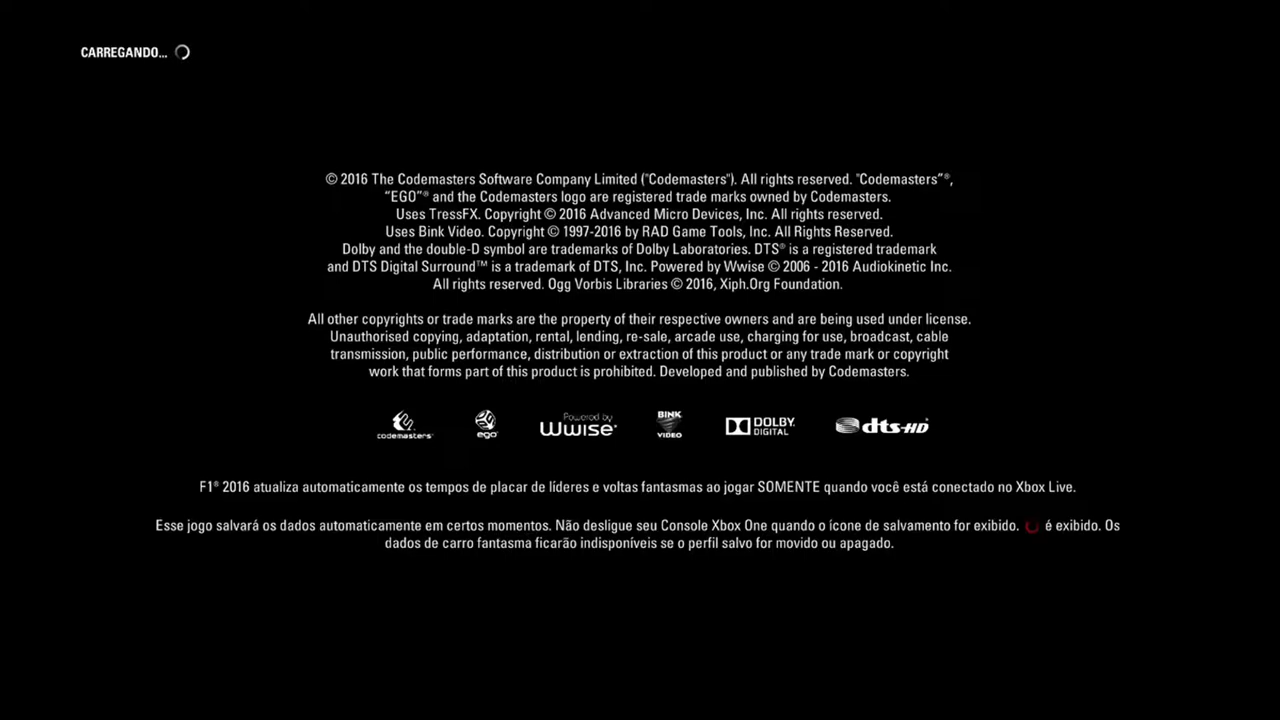 CARREGANDO...
© 2016 The Codemasters Software Company Limited ("Codemasters"). All rights reserved. "Codemasters”®,
“EGO”® and the Codemasters logo are registered trade marks owned by Codemasters.
Uses TressFX. Copyright © 2016 Advanced Micro Devices, Inc. All rights reserved.
Uses Bink Video. Copyright © 1997-2016 by RAD Game Tools, Inc. All Rights Reserved.
Dolby and the double-D symbol are trademarks of Dolby Laboratories. DTS® is a registered trademark
and DTS Digital Surround™ is a trademark of DTS, Inc. Powered by Wwise © 2006 - 2016 Audiokinetic Inc.
All rights reserved. Ogg Vorbis Libraries © 2016, Xiph.Org Foundation.
All other copyrights or trade marks are the property of their respective owners and are being used under license.
Unauthorised copying, adaptation, rental, lending, re-sale, arcade use, charging for use, broadcast, cable
transmission, public performance, distribution or extraction of this product or any trade mark or copyright
work that forms part of this product is prohibited. Developed and published by Codemasters.
codemasters® ego® Powered by Wwise® BINK VIDEO DOLBY DIGITAL dts-HD®
F1® 2016 atualiza automaticamente os tempos de placar de líderes e voltas fantasmas ao jogar SOMENTE quando você está conectado no Xbox Live.
Esse jogo salvará os dados automaticamente em certos momentos. Não desligue seu Console Xbox One quando o ícone de salvamento for exibido. é exibido. Os
dados de carro fantasma ficarão indisponíveis se o perfil salvo for movido ou apagado.